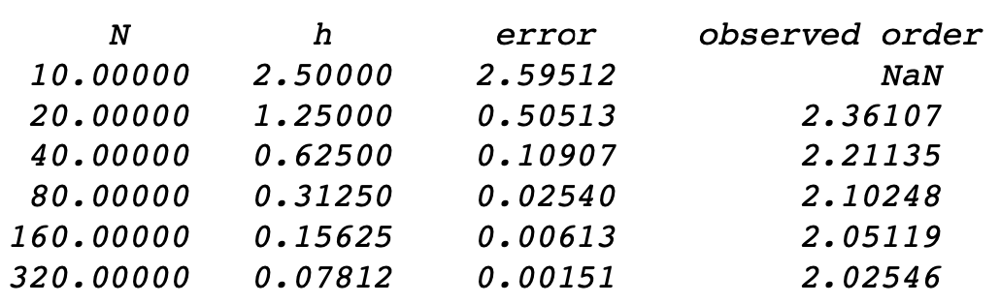 N h error observed order
10.00000 2.50000 2.59512 NaN
20.00000 1.25000 0.50513 2.36107
40.00000 0.62500 0.10907 2.21135
80.00000 0.31250 0.02540 2.10248
160.00000 0.15625 0.00613 2.05119
320.00000 0.07812 0.00151 2.02546